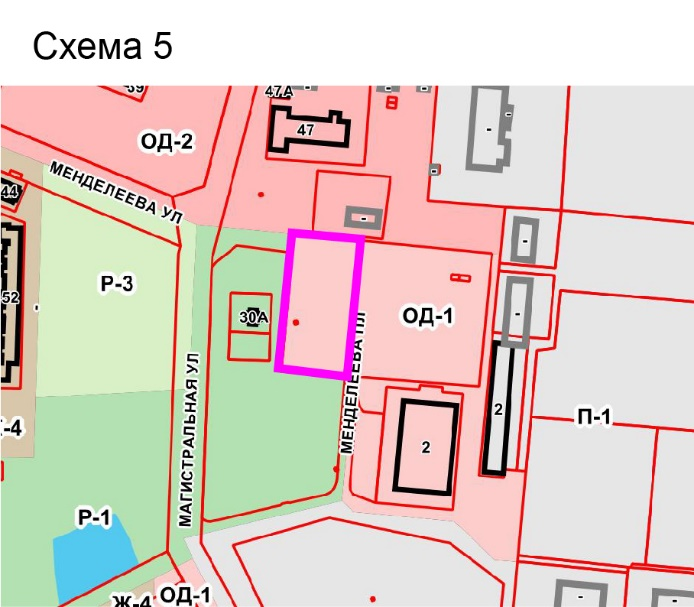 Схема 5
39
47А
47
ОД-2
МЕНДЕЛЕЕВА УЛ
44
Р-3
52
30А
ОД-1
МЕНДЕЛЕЕВА ПЛ
МАГИСТРАЛЬНАЯ УЛ
2
2
П-1
-4
Р-1
Ж-4
ОД-1